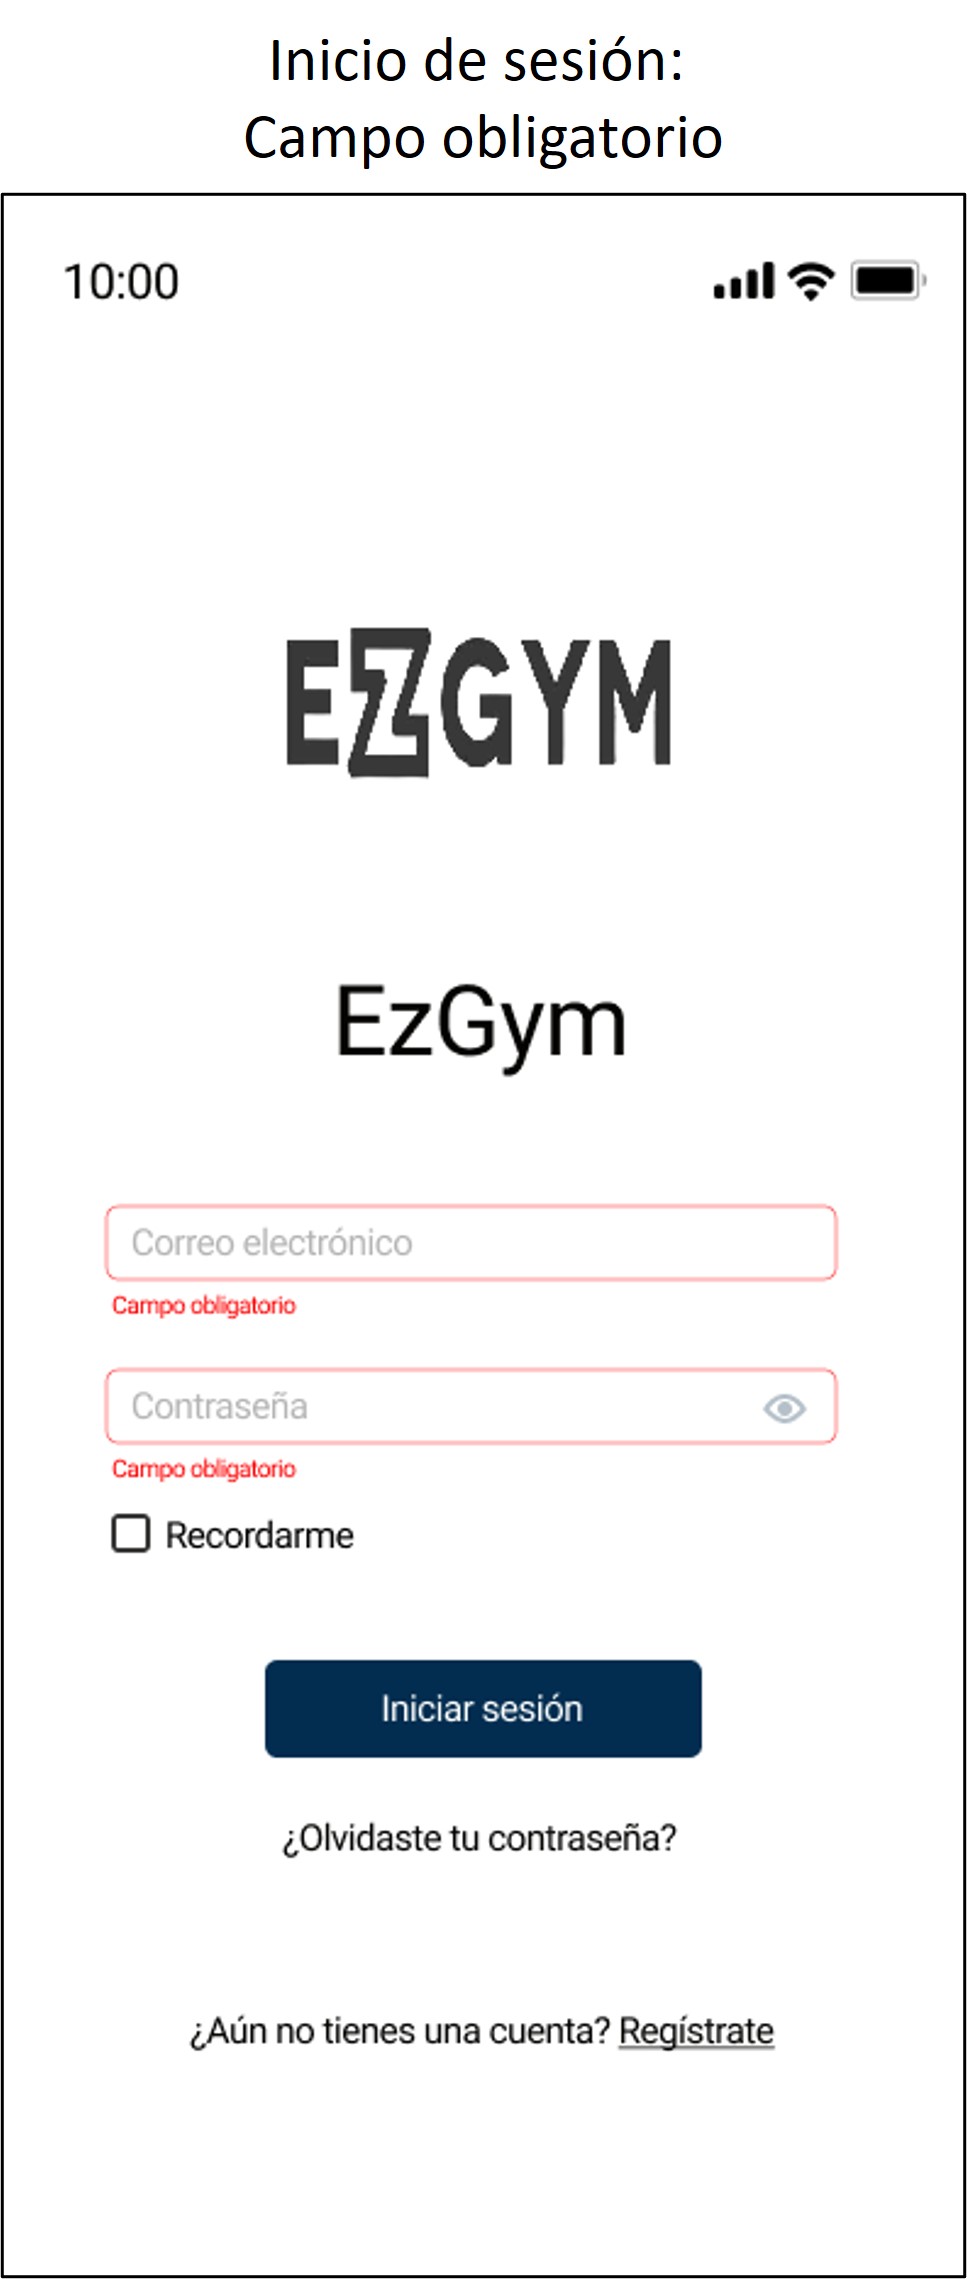 Inicio de sesión:
Campo obligatorio
10:00
EZGYM
EzGym
Correo electrónico
Campo obligatorio
Contraseña
Campo obligatorio
Recordarme
Iniciar sesión
¿Olvidaste tu contraseña?
¿Aún no tienes una cuenta? Regístrate